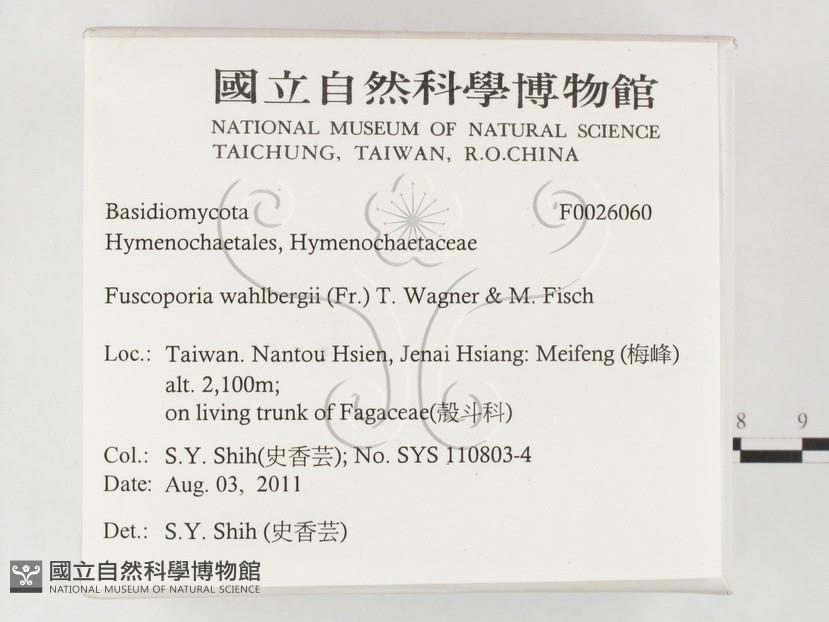 國立自然科學博物館
NATIONAL MUSEUM OF NATURAL SCIENCE
TAICHUNG, TAIWAN, R.O.CHINA
Basidiomycota F0026060
Hymenochaetales, Hymenochaetaceae
Fuscoporia wahlbergii (Fr.) T. Wagner & M. Fisch
Loc.: Taiwan. Nantou Hsien, Jenai Hsiang: Meifeng (梅峰)
alt. 2,100m;
on living trunk of Fagaceae(殼斗科)
8 9
Col.: S.Y. Shih(史香芸); No. SYS 110803-4
Date: Aug. 03, 2011
Det.: S.Y. Shih (史香芸)
國立自然科學博物館
NATIONAL MUSEUM OF NATURAL SCIENCE